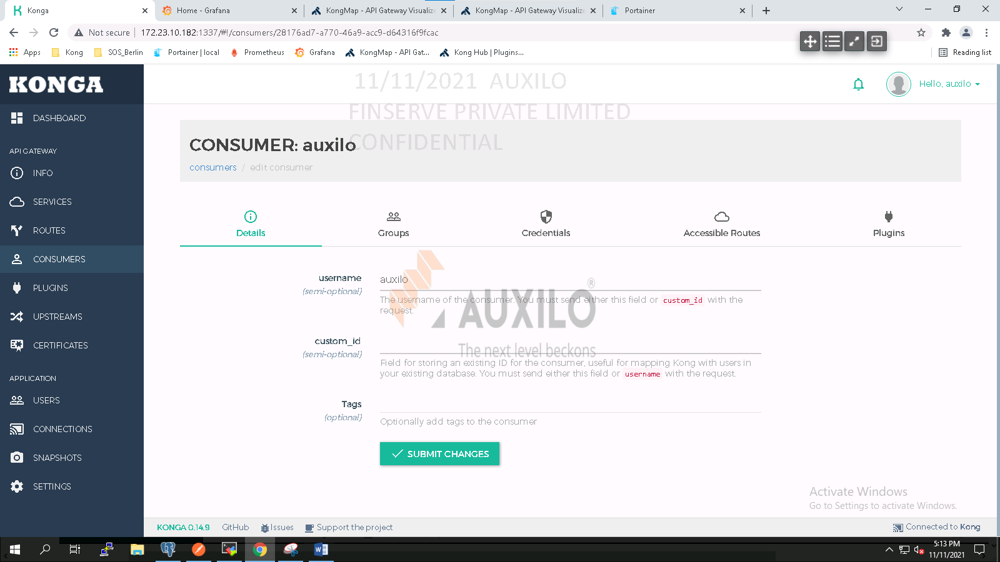 Konga
Home - Grafana
KongMap - API Gateway Visualize
KongMap - API Gateway Visualize
Portainer
Not secure
172.23.10.182:1337/#!/consumers/28176ad7-a770-46a9-acc9-d64316f9fcac
Apps
Kong
SOS_Berlin
Portainer | local
Prometheus
Grafana
KongMap - API Gat...
Kong Hub | Plugins...
Reading list
KONGA
11/11/2021 AUXILO
FINSERVE PRIVATE LIMITED
CONFIDENTIAL
Hello, auxilo
DASHBOARD
API GATEWAY
INFO
SERVICES
ROUTES
CONSUMERS
PLUGINS
UPSTREAMS
CERTIFICATES
APPLICATION
USERS
CONNECTIONS
SNAPSHOTS
SETTINGS
CONSUMER: auxilo
consumers / edit consumer
Details
Groups
Credentials
Accessible Routes
Plugins
username
(semi-optional)
auxilo
The username of the consumer. You must send either this field or custom_id with the
request.
AUXILO®
The next level beckons
custom_id
(semi-optional)
Field for storing an existing ID for the consumer, useful for mapping Kong with users in
your existing database. You must send either this field or username with the request.
Tags
(optional)
Optionally add tags to the consumer
SUBMIT CHANGES
Activate Windows
Go to Settings to activate Windows.
KONGA 0.14.9
GitHub
Issues
Support the project
Connected to Kong
5:13 PM
11/11/2021